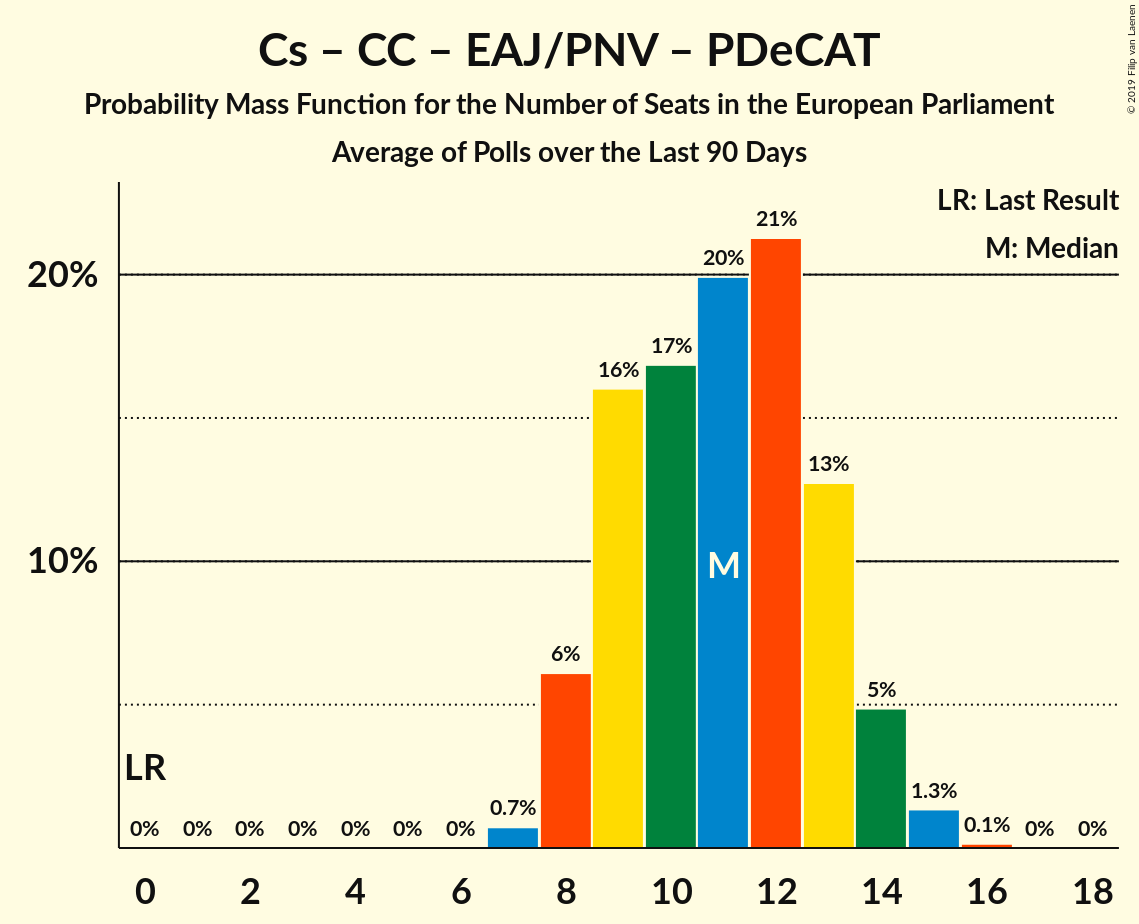 Cs – CC – EAJ/PNV – PDeCAT
Probability Mass Function for the Number of Seats in the European Parliament
Average of Polls over the Last 90 Days
© 2019 Filip van Laenen
LR: Last Result
M: Median
20%
10%
0% 0% 0% 0% 0% 0% 0% 0.7% 6% 16% 17% 20% 21% 13% 5% 1.3% 0.1% 0% 0%
M
LR
0 2 4 6 8 10 12 14 16 18